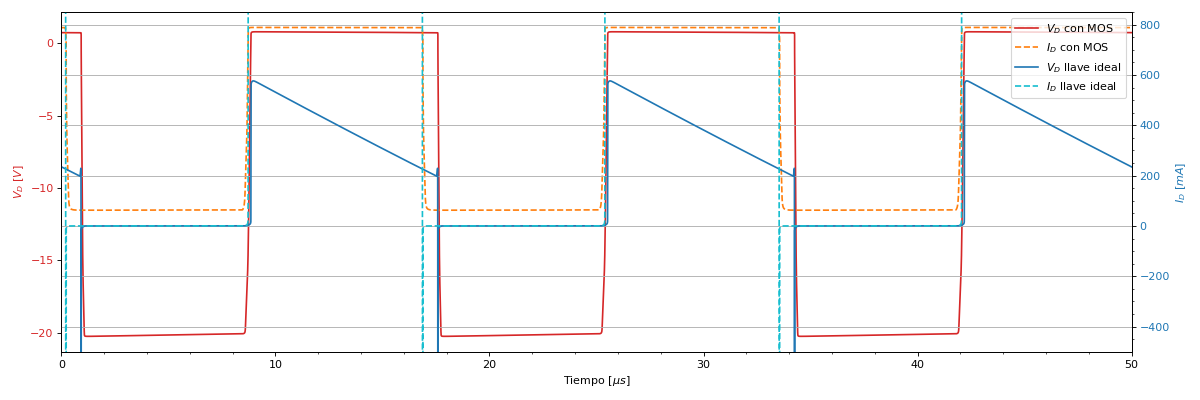 V_D con MOS
I_D con MOS
V_D llave ideal
I_D llave ideal
0
−5
−10
−15
−20
V_D [V]
800
600
400
200
0
−200
−400
I_D [mA]
0 10 20 30 40 50
Tiempo [μs]